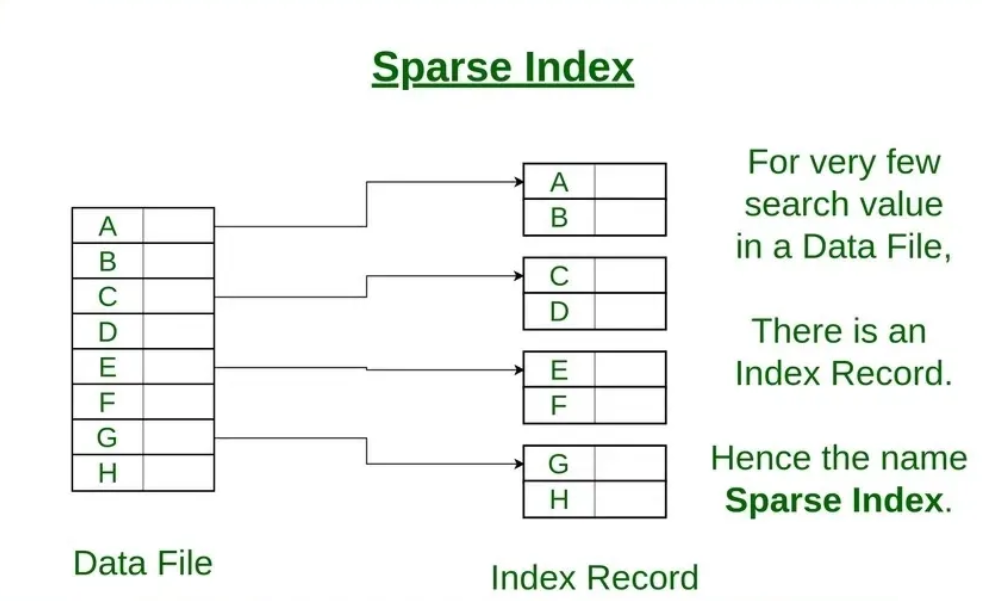 Sparse Index
A
B
C
D
E
F
G
H
Data File
A
B
C
D
E
F
G
H
Index Record
For very few
search value
in a Data File,
There is an
Index Record.
Hence the name
Sparse Index.